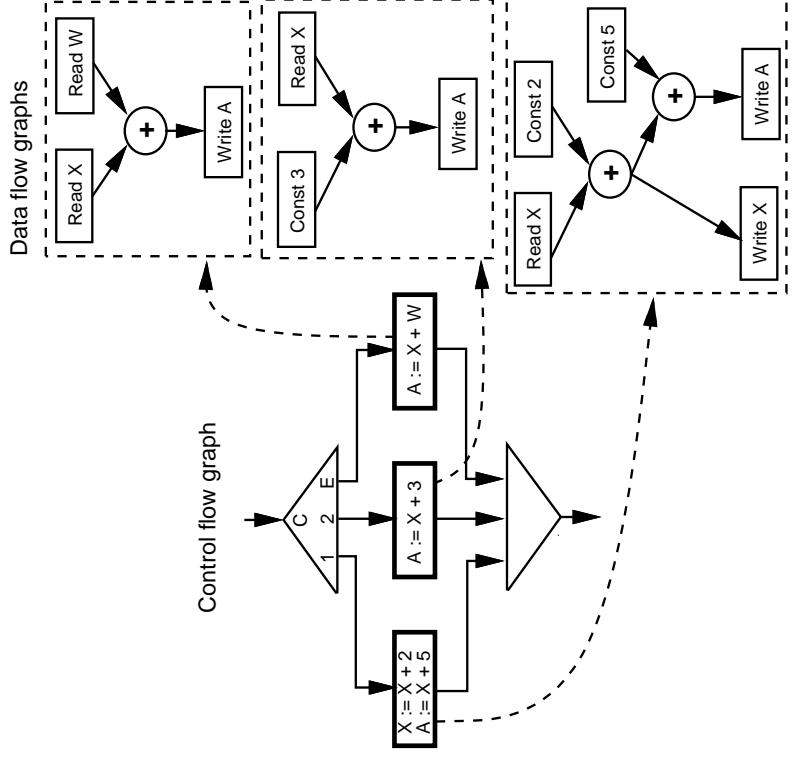 Control flow graph
C
1 2 E
X := X + 2
A := X + 5
A := X + 3
A := X + W
Data flow graphs
Read X
Read W
+
Write A
Const 3
Read X
+
Write A
Read X
Const 2
Const 5
+
+
Write X
Write A